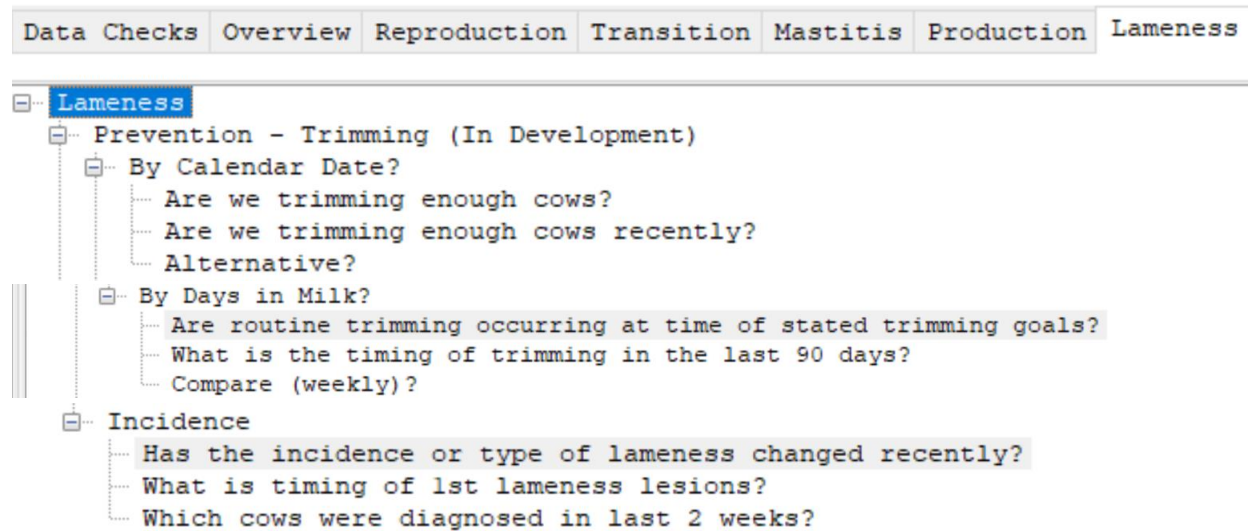 Data Checks Overview Reproduction Transition Mastitis Production Lameness
Lameness
Prevention - Trimming (In Development)
By Calendar Date?
Are we trimming enough cows?
Are we trimming enough cows recently?
Alternative?
By Days in Milk?
Are routine trimming occurring at time of stated trimming goals?
What is the timing of trimming in the last 90 days?
Compare (weekly)?
Incidence
Has the incidence or type of lameness changed recently?
What is timing of 1st lameness lesions?
Which cows were diagnosed in last 2 weeks?